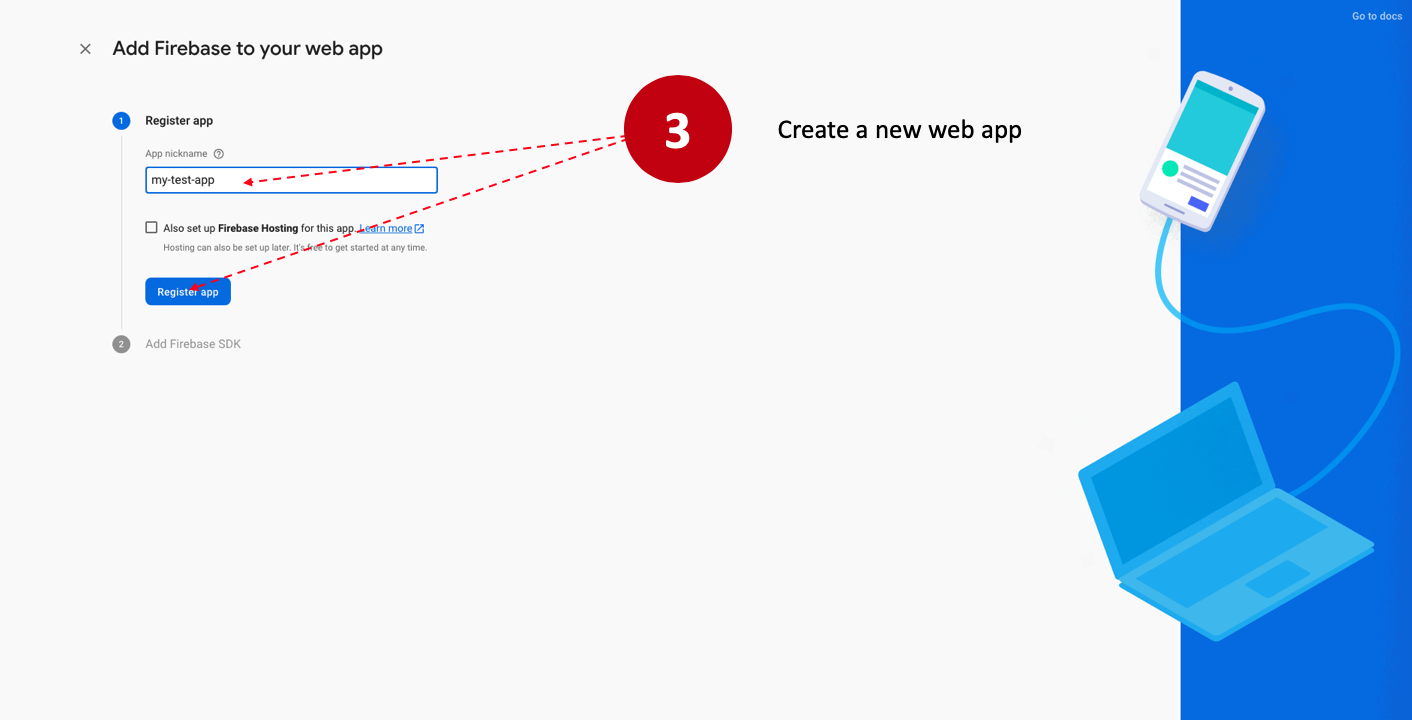 Go to docs
Add Firebase to your web app
1 Register app
3
Create a new web app
App nickname
my-test-app
Also set up Firebase Hosting for this app. Learn more
Hosting can also be set up later. It's free to get started at any time.
Register app
2 Add Firebase SDK